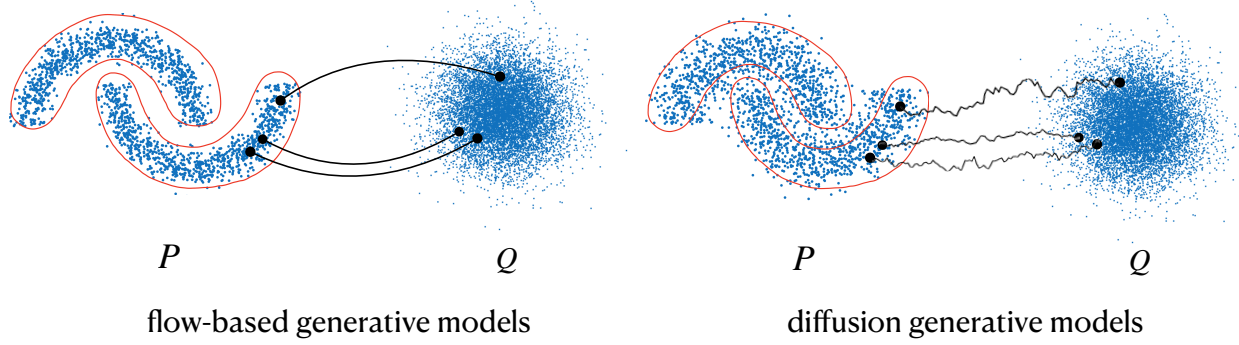 P
Q
P
Q
flow-based generative models
diffusion generative models